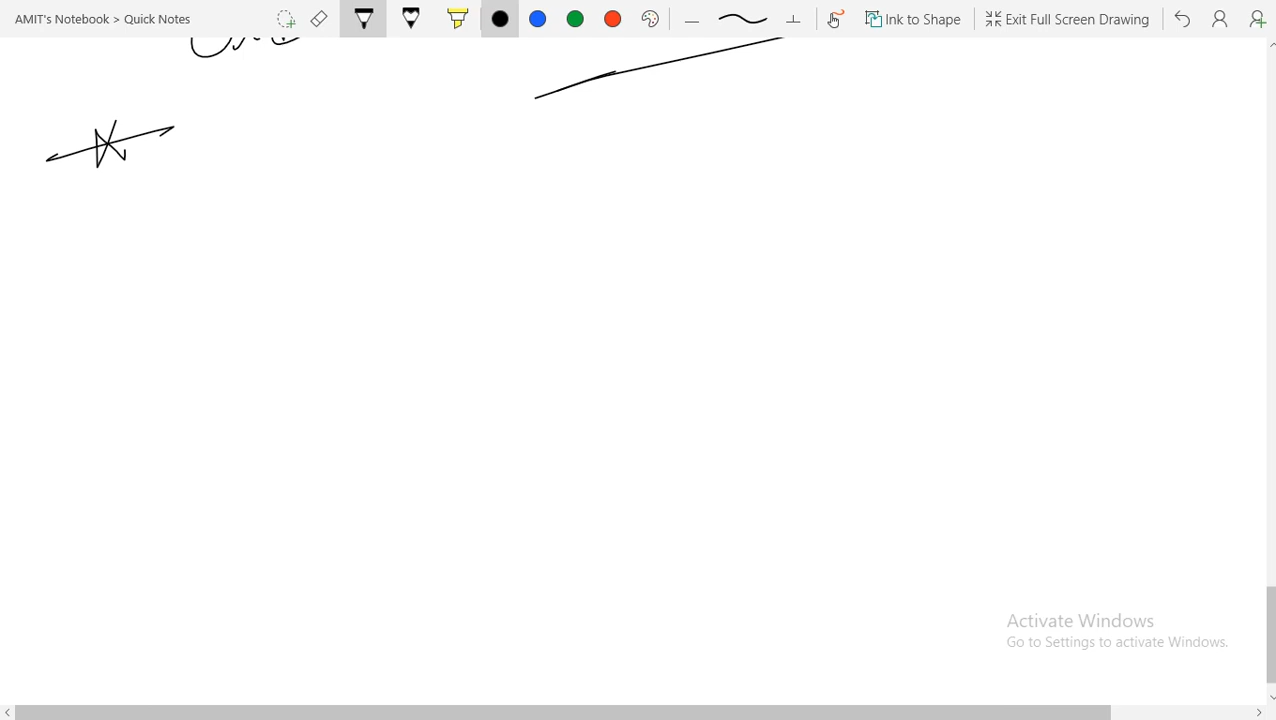 AMIT's Notebook > Quick Notes
Ink to Shape
Exit Full Screen Drawing
Activate Windows
Go to Settings to activate Windows.